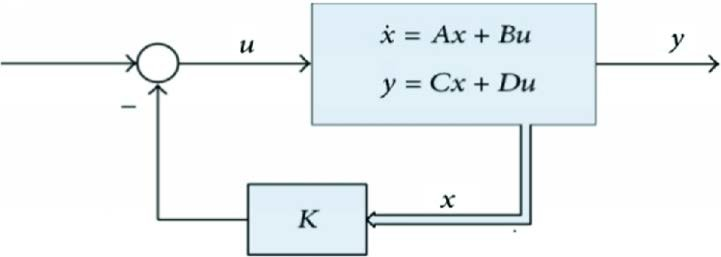 u
ẋ = Ax + Bu
y = Cx + Du
y
−
K
x